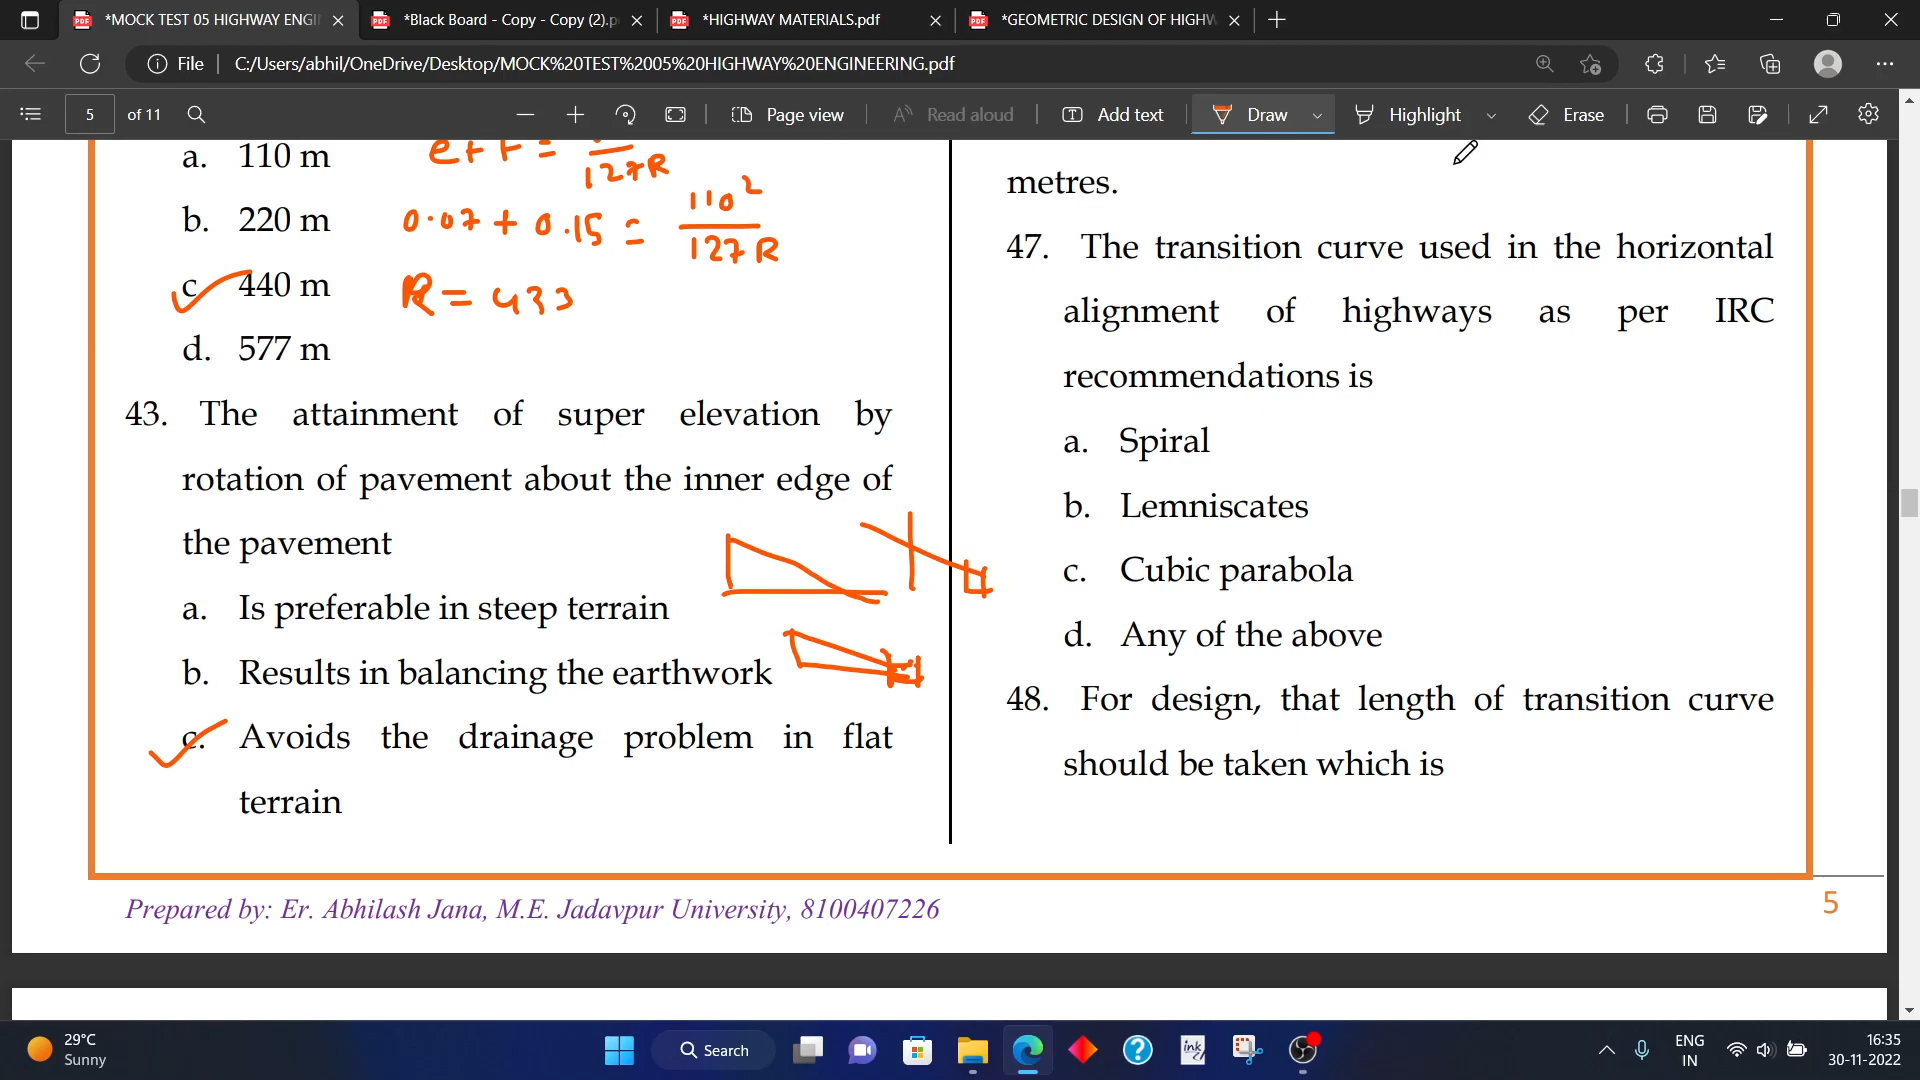 *MOCK TEST 05 HIGHWAY ENGI
*Black Board - Copy - Copy (2).p
*HIGHWAY MATERIALS.pdf
*GEOMETRIC DESIGN OF HIGHW
File C:/Users/abhil/OneDrive/Desktop/MOCK%20TEST%2005%20HIGHWAY%20ENGINEERING.pdf
5 of 11 Page view Read aloud Add text Draw Highlight Erase
a. 110 m
e + f =
127R
b. 220 m
0.07 + 0.15 = 110²
127R
c 440 m
R = 433
d. 577 m
43. The attainment of super elevation by
rotation of pavement about the inner edge of
the pavement
a. Is preferable in steep terrain
b. Results in balancing the earthwork
c. Avoids the drainage problem in flat
terrain
metres.
47. The transition curve used in the horizontal
alignment of highways as per IRC
recommendations is
a. Spiral
b. Lemniscates
c. Cubic parabola
d. Any of the above
48. For design, that length of transition curve
should be taken which is
Prepared by: Er. Abhilash Jana, M.E. Jadavpur University, 8100407226
5
29°C
Sunny
Search
ink
ENG
IN
16:35
30-11-2022